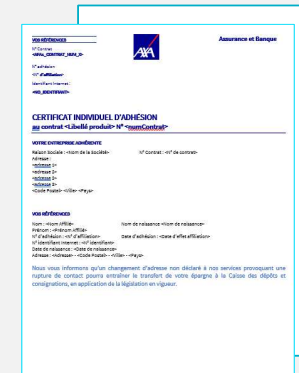 VOS RÉFÉRENCES
Assurance et Banque
N° Contrat
<APAc_CONTRAT_NUM_D>
AXA
N° adhésion
<N° d'affiliation>
Identifiant Internet :
<NO_IDENTIFIANT>
CERTIFICAT INDIVIDUEL D'ADHÉSION
au contrat <Libellé produit> N° <numContrat>
VOTRE ENTREPRISE ADHÉRENTE
Raison Sociale : <Nom de la Société> N° Contrat : <N° de contrat>
Adresse :
<adresse 1>
<adresse 2>
<adresse 3>
<adresse 4>
<Code Postal> <Ville> <Pays>
VOS RÉFÉRENCES
Nom : <Nom Affilié> Nom de naissance <Nom de naissance>
Prénom : <Prénom Affilié>
N° d'adhésion : <N° d'affiliation> Date d'adhésion : <Date d'effet affiliation>
N° Identifiant Internet : <N° Identifiant>
Date de naissance : <Date de naissance>
Adresse : <Adresse> - <Code Postal> - <Ville> - <Pays>
Nous vous informons qu'un changement d'adresse non déclaré à nos services provoquant une
rupture de contact pourra entraîner le transfert de votre épargne à la Caisse des dépôts et
consignations, en application de la législation en vigueur.